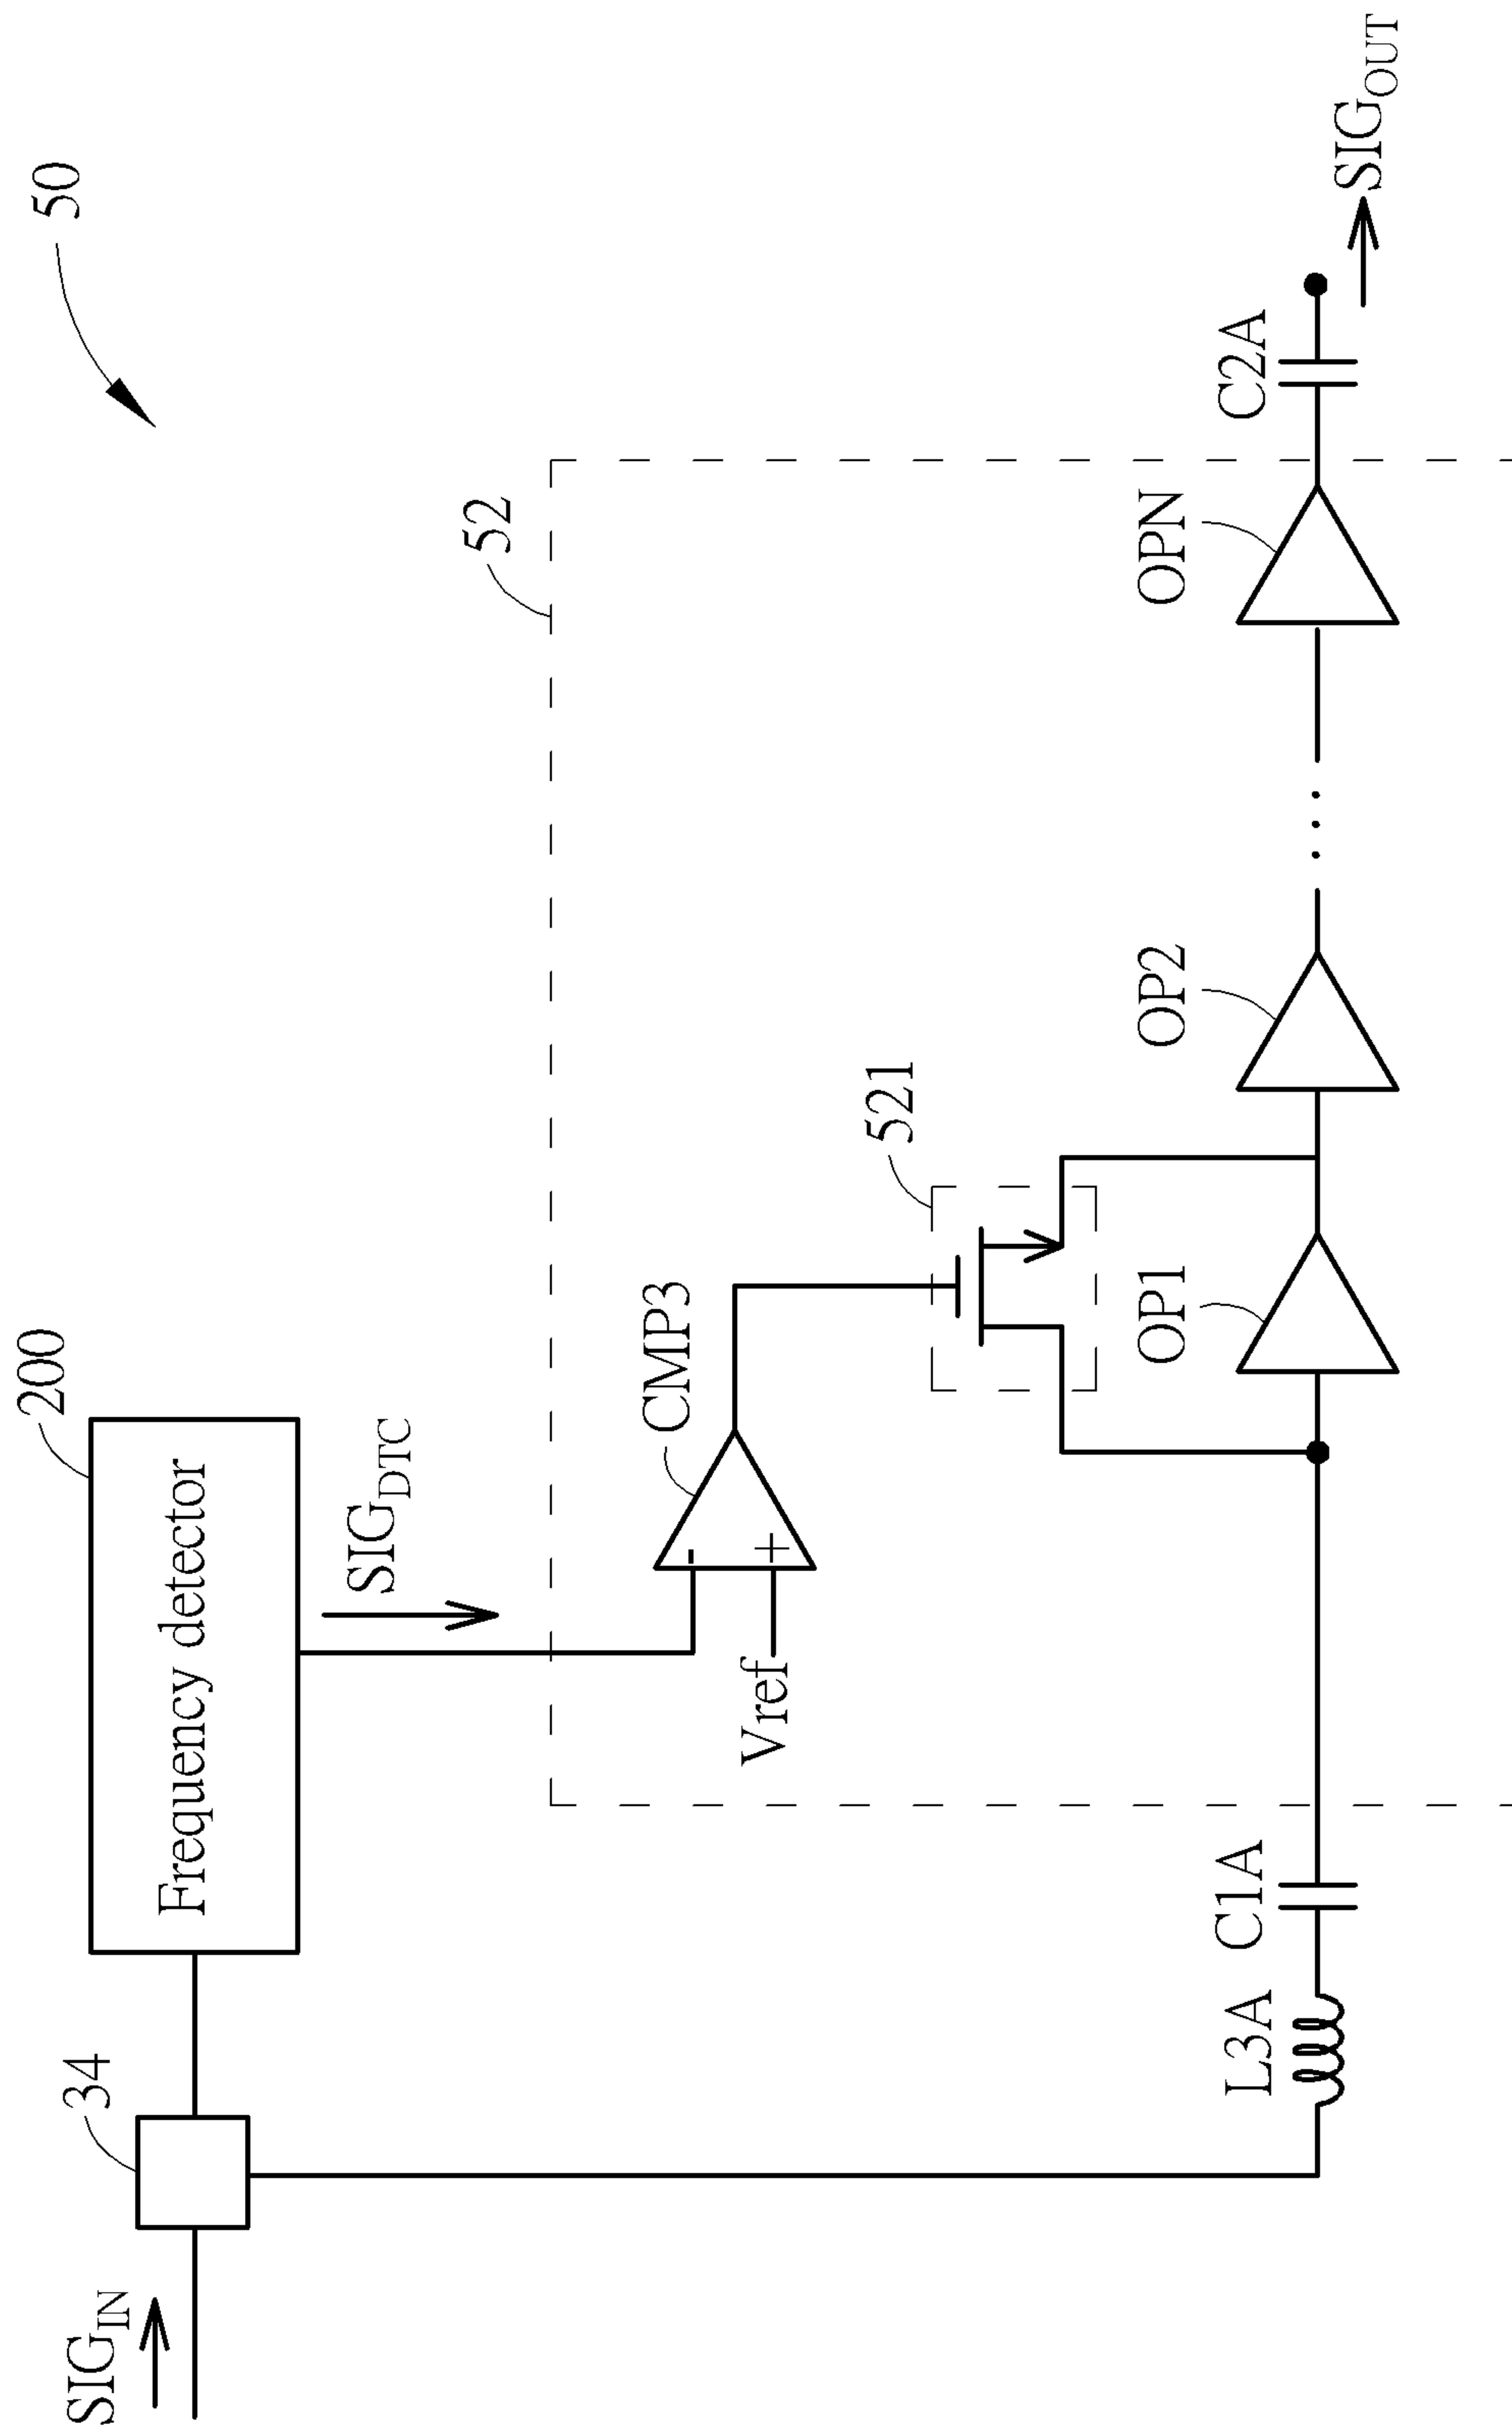 50
200
34
Frequency detector
SIG_IN
SIG_DTC
52
CMP3
-
+
Vref
521
OP1
OP2
...
OPN
L3A
C1A
C2A
SIG_OUT